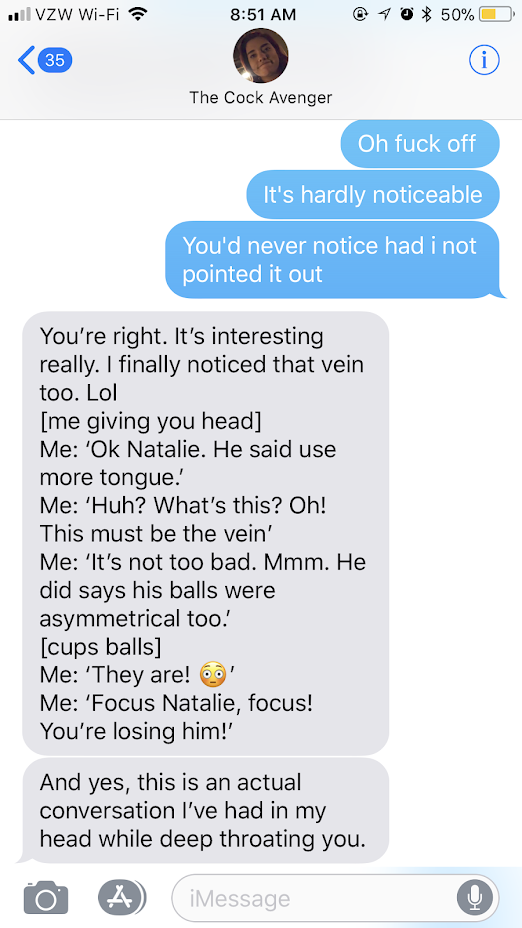 VZW Wi-Fi
8:51 AM
50%
35
The Cock Avenger
Oh fuck off
It's hardly noticeable
You'd never notice had i not
pointed it out
You’re right. It’s interesting
really. I finally noticed that vein
too. Lol
[me giving you head]
Me: ‘Ok Natalie. He said use
more tongue.’
Me: ‘Huh? What’s this? Oh!
This must be the vein’
Me: ‘It’s not too bad. Mmm. He
did says his balls were
asymmetrical too.’
[cups balls]
Me: ‘They are! 😳’
Me: ‘Focus Natalie, focus!
You’re losing him!’
And yes, this is an actual
conversation I’ve had in my
head while deep throating you.
iMessage